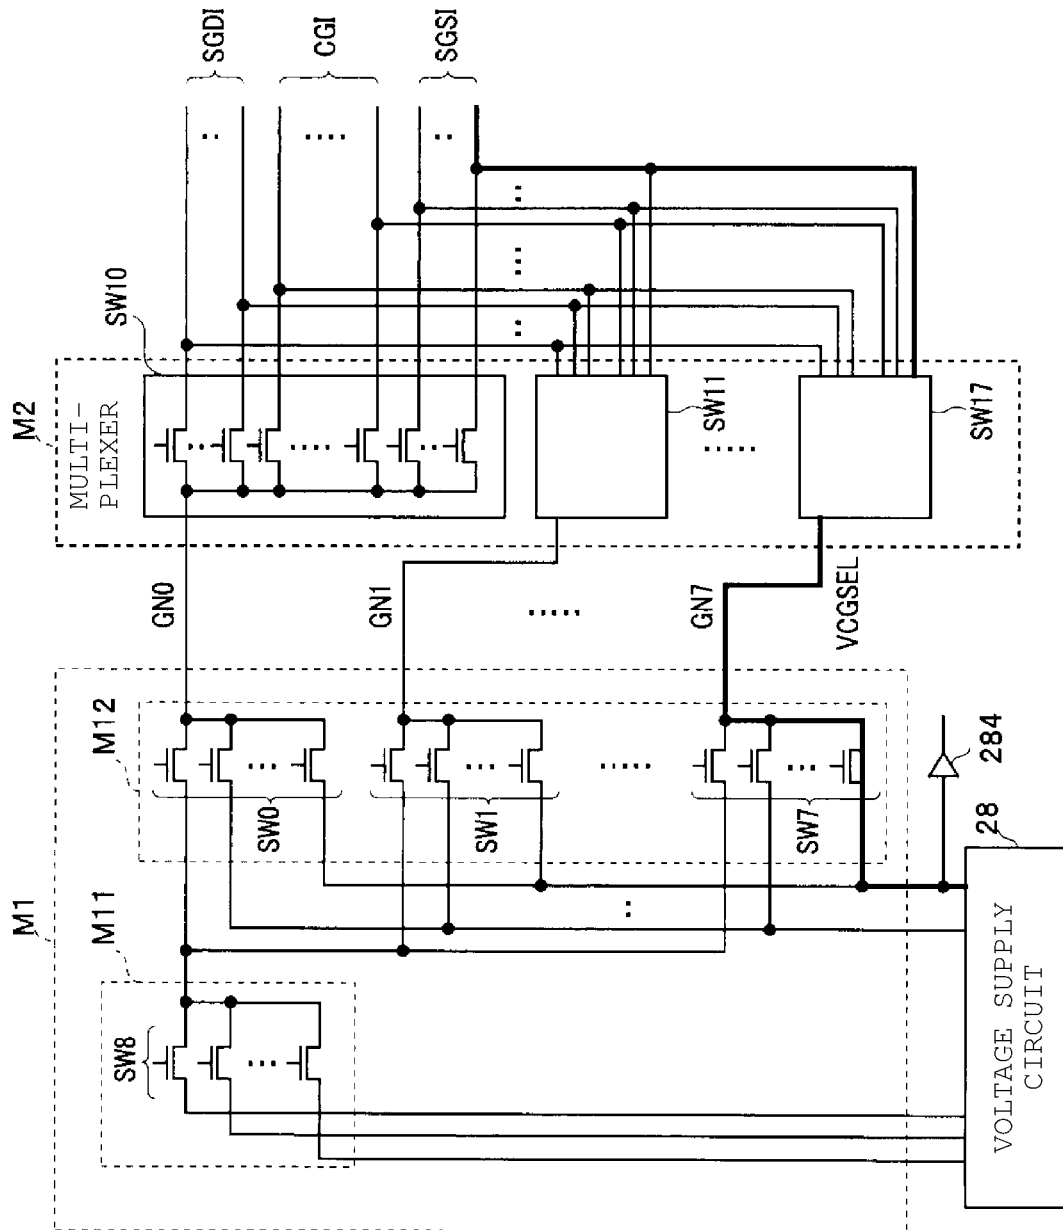 SGDI
CGI
SGSI
SW10
M2
MULTI-
PLEXER
SW11
SW17
GN0
GN1
GN7
VCGSEL
M12
SW0
SW1
SW7
284
28
M1
M11
SW8
VOLTAGE SUPPLY
CIRCUIT